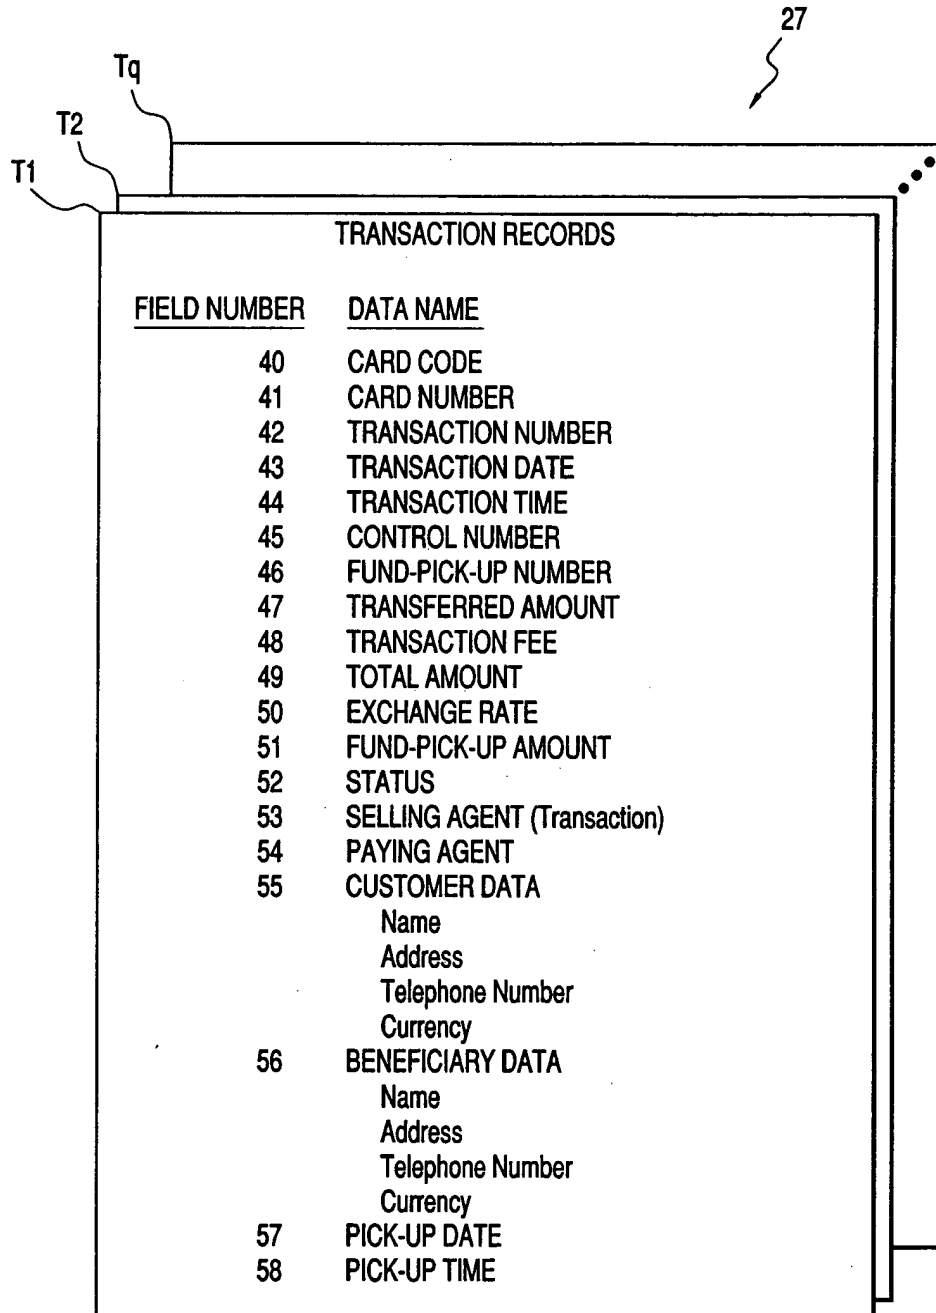 27
Tq
T2
T1
TRANSACTION RECORDS
FIELD NUMBER DATA NAME
40 CARD CODE
41 CARD NUMBER
42 TRANSACTION NUMBER
43 TRANSACTION DATE
44 TRANSACTION TIME
45 CONTROL NUMBER
46 FUND-PICK-UP NUMBER
47 TRANSFERRED AMOUNT
48 TRANSACTION FEE
49 TOTAL AMOUNT
50 EXCHANGE RATE
51 FUND-PICK-UP AMOUNT
52 STATUS
53 SELLING AGENT (Transaction)
54 PAYING AGENT
55 CUSTOMER DATA
Name
Address
Telephone Number
Currency
56 BENEFICIARY DATA
Name
Address
Telephone Number
Currency
57 PICK-UP DATE
58 PICK-UP TIME